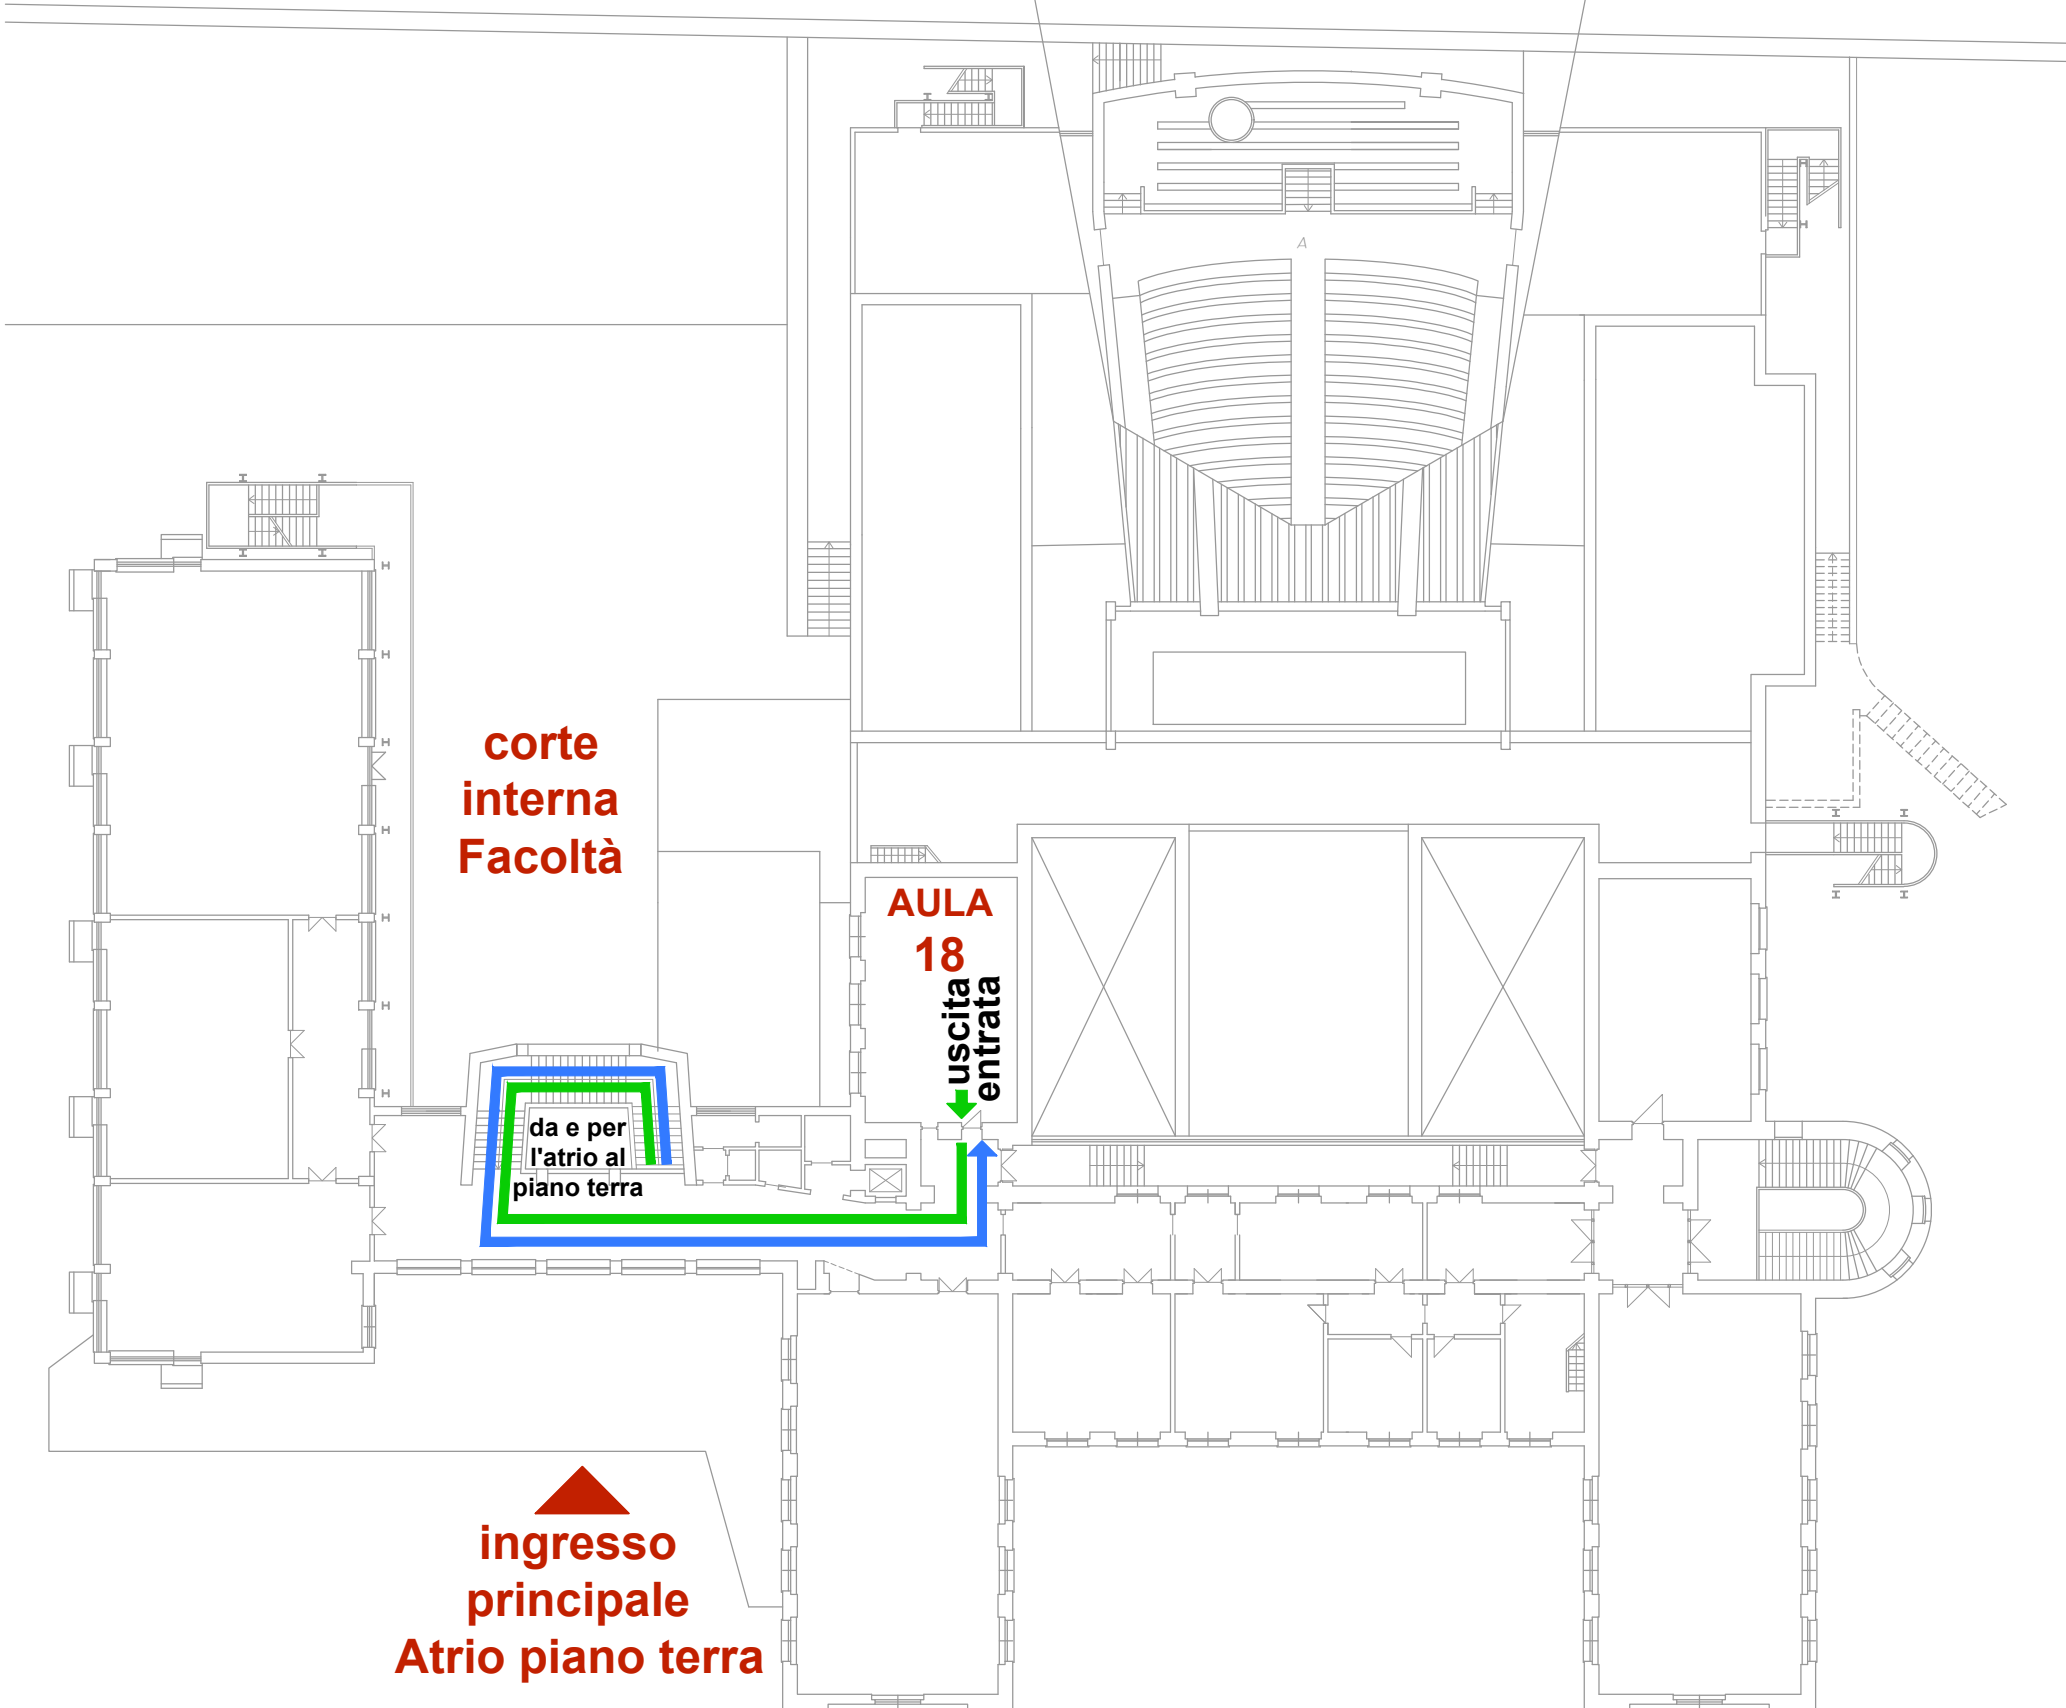 A
corte
interna
Facoltà
AULA
18
uscita
entrata
da e per
l'atrio al
piano terra
ingresso
principale
Atrio piano terra